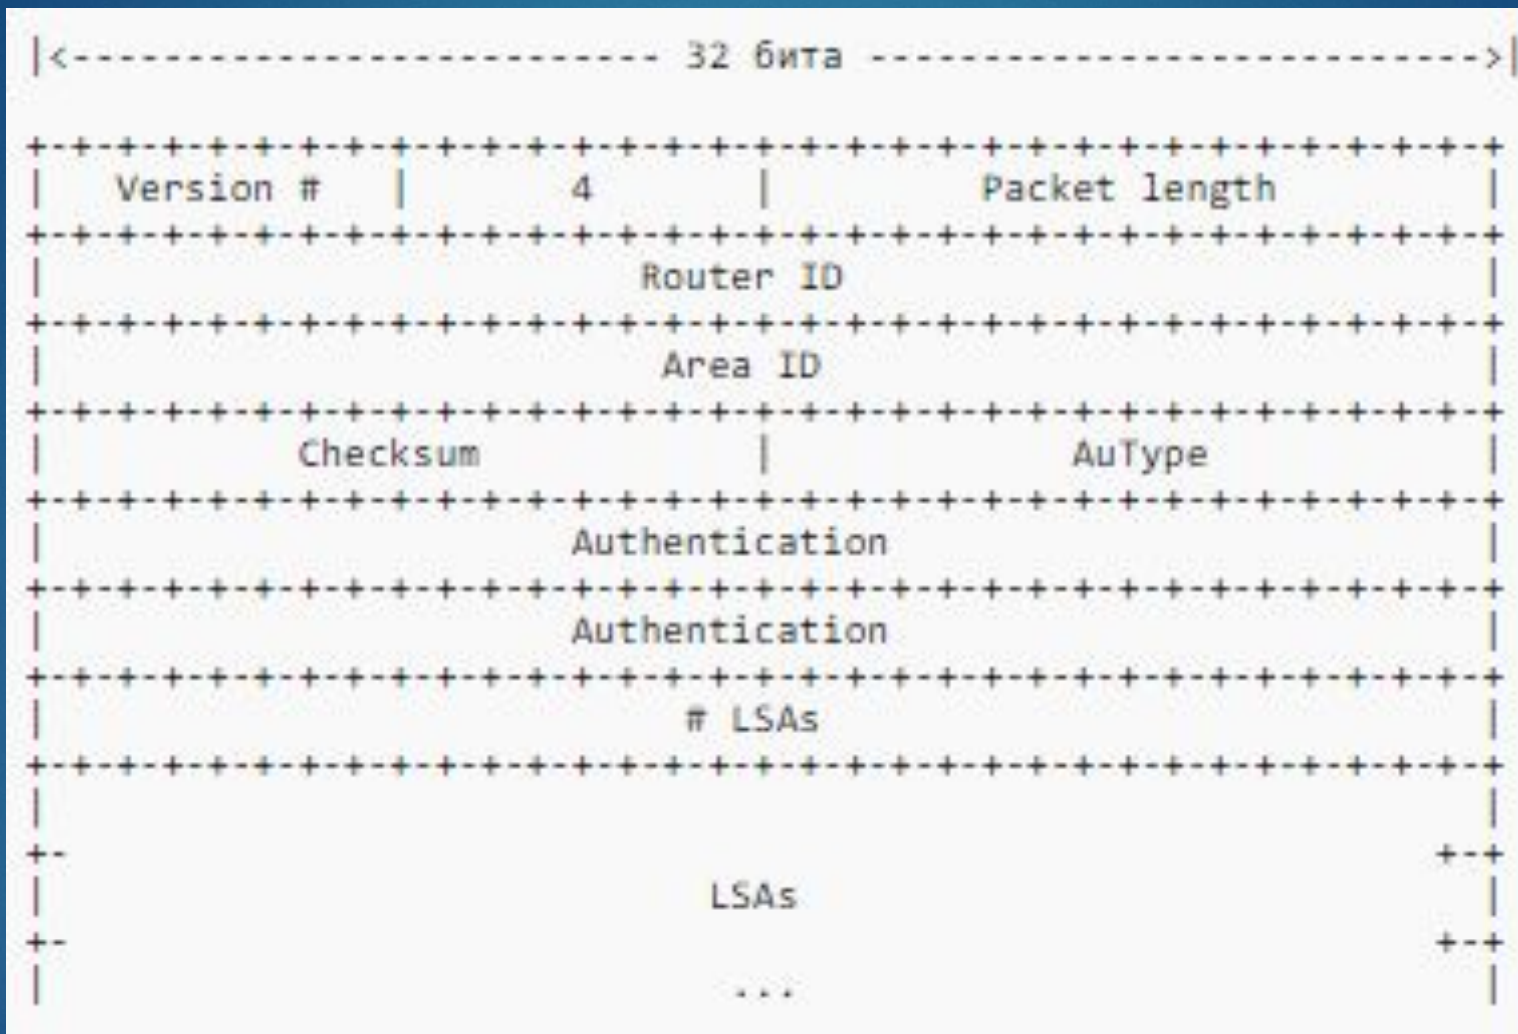 |<-------------------------- 32 бита --------------------------->|
+-+-+-+-+-+-+-+-+-+-+-+-+-+-+-+-+-+-+-+-+-+-+-+-+-+-+-+-+-+-+-+-+
| Version # | 4 | Packet length |
+-+-+-+-+-+-+-+-+-+-+-+-+-+-+-+-+-+-+-+-+-+-+-+-+-+-+-+-+-+-+-+-+
| Router ID |
+-+-+-+-+-+-+-+-+-+-+-+-+-+-+-+-+-+-+-+-+-+-+-+-+-+-+-+-+-+-+-+-+
| Area ID |
+-+-+-+-+-+-+-+-+-+-+-+-+-+-+-+-+-+-+-+-+-+-+-+-+-+-+-+-+-+-+-+-+
| Checksum | AuType |
+-+-+-+-+-+-+-+-+-+-+-+-+-+-+-+-+-+-+-+-+-+-+-+-+-+-+-+-+-+-+-+-+
| Authentication |
+-+-+-+-+-+-+-+-+-+-+-+-+-+-+-+-+-+-+-+-+-+-+-+-+-+-+-+-+-+-+-+-+
| Authentication |
+-+-+-+-+-+-+-+-+-+-+-+-+-+-+-+-+-+-+-+-+-+-+-+-+-+-+-+-+-+-+-+-+
| # LSAs |
+-+-+-+-+-+-+-+-+-+-+-+-+-+-+-+-+-+-+-+-+-+-+-+-+-+-+-+-+-+-+-+-+
| |
+- +-+
| LSAs |
+- +-+
| ... |